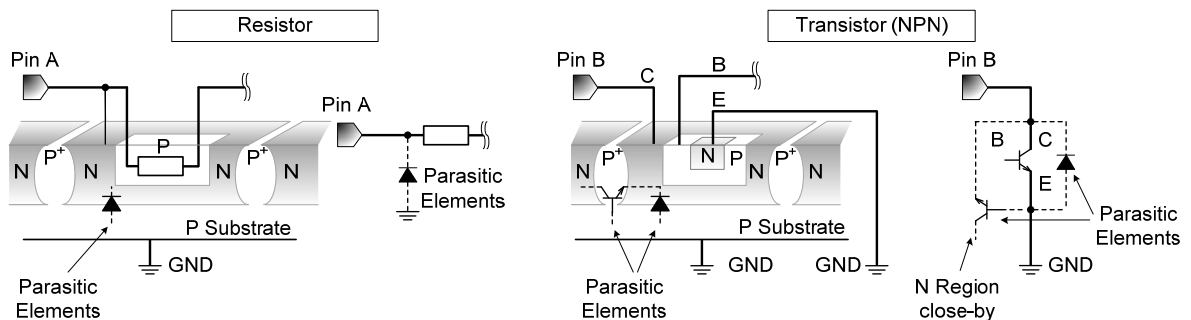 Resistor
Transistor (NPN)
Pin A
Pin A
N
P+
N
P
N
P+
N
Parasitic
Elements
P Substrate
GND
Parasitic
Elements
Pin B
C
B
E
N
P+
N
N
P
N
P+
N
P Substrate
GND
GND
Parasitic
Elements
Pin B
B
C
E
Parasitic
Elements
GND
N Region
close-by